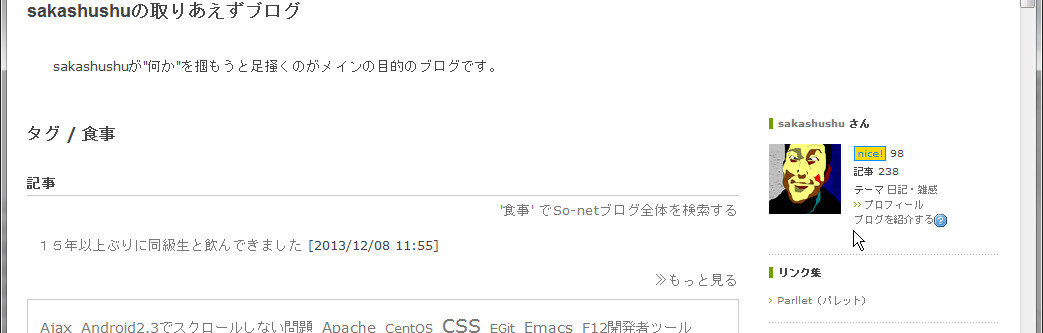 sakashushuの取りあえずブログ
sakashushuが"何か"を掴もうと足掻くのがメインの目的のブログです。
タグ / 食事
記事
'食事' でSo-netブログ全体を検索する
１５年以上ぶりに同級生と飲んできました [2013/12/08 11:55]
≫もっと見る
Ajax Android2.3でスクロールしない問題 Apache CentOS CSS EGit Emacs F12開発者ツール
sakashushu さん
nice! 98
記事 238
テーマ 日記・雑感
プロフィール
ブログを紹介する?
リンク集
› Parllet（パレット）